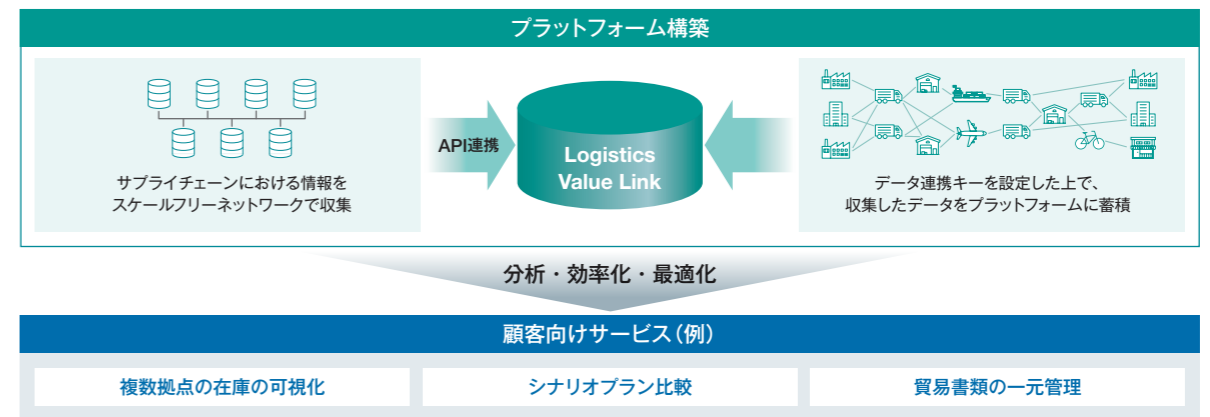 プラットフォーム構築
サプライチェーンにおける情報を
スケールフリーネットワークで収集
API連携
Logistics
Value Link
データ連携キーを設定した上で、
収集したデータをプラットフォームに蓄積
分析・効率化・最適化
顧客向けサービス(例)
複数拠点の在庫の可視化
シナリオプラン比較
貿易書類の一元管理